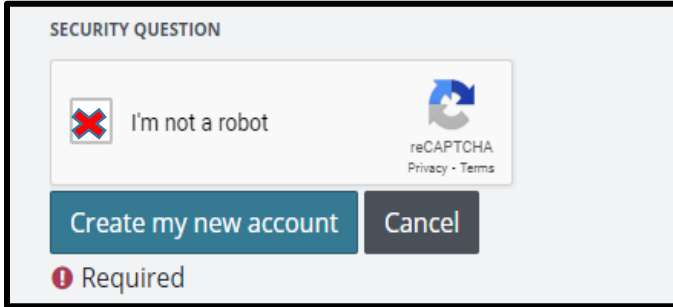 SECURITY QUESTION
I'm not a robot
reCAPTCHA
Privacy - Terms
Create my new account Cancel
Required